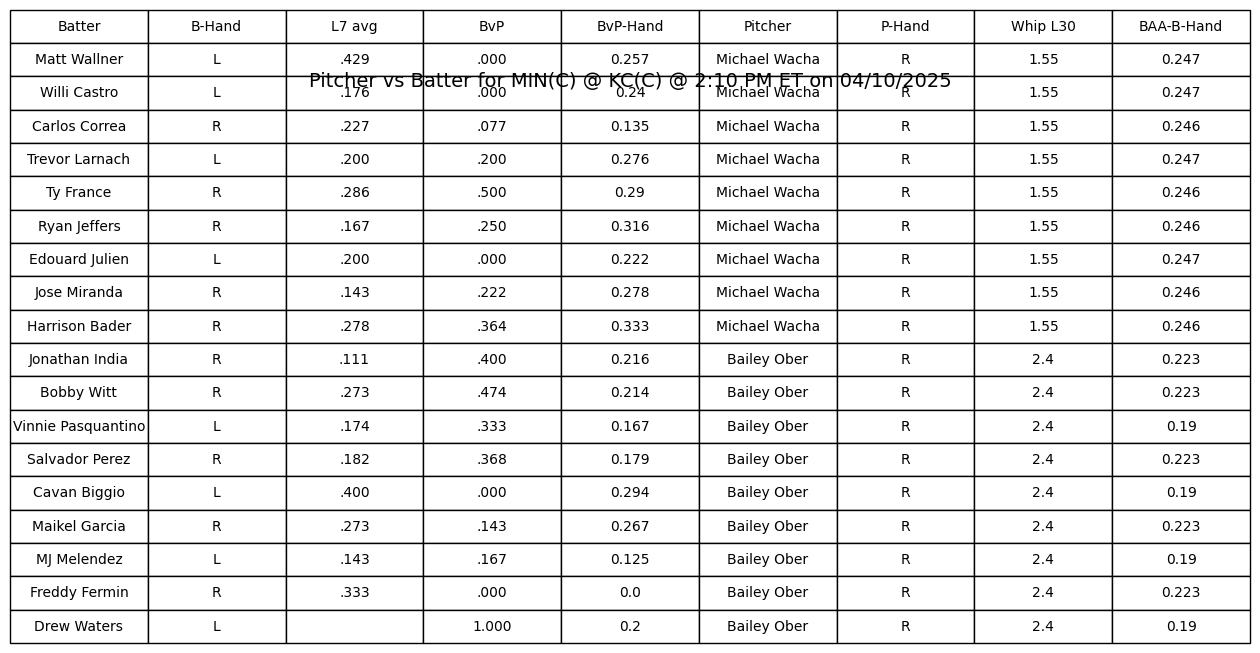 Batter B-Hand L7 avg BvP BvP-Hand Pitcher P-Hand Whip L30 BAA-B-Hand
Matt Wallner L .429 .000 0.257 Michael Wacha R 1.55 0.247
Pitcher vs Batter for MIN(C) @ KC(C) @ 2:10 PM ET on 04/10/2025
Willi Castro L .176 .000 0.24 Michael Wacha R 1.55 0.247
Carlos Correa R .227 .077 0.135 Michael Wacha R 1.55 0.246
Trevor Larnach L .200 .200 0.276 Michael Wacha R 1.55 0.247
Ty France R .286 .500 0.29 Michael Wacha R 1.55 0.246
Ryan Jeffers R .167 .250 0.316 Michael Wacha R 1.55 0.246
Edouard Julien L .200 .000 0.222 Michael Wacha R 1.55 0.247
Jose Miranda R .143 .222 0.278 Michael Wacha R 1.55 0.246
Harrison Bader R .278 .364 0.333 Michael Wacha R 1.55 0.246
Jonathan India R .111 .400 0.216 Bailey Ober R 2.4 0.223
Bobby Witt R .273 .474 0.214 Bailey Ober R 2.4 0.223
Vinnie Pasquantino L .174 .333 0.167 Bailey Ober R 2.4 0.19
Salvador Perez R .182 .368 0.179 Bailey Ober R 2.4 0.223
Cavan Biggio L .400 .000 0.294 Bailey Ober R 2.4 0.19
Maikel Garcia R .273 .143 0.267 Bailey Ober R 2.4 0.223
MJ Melendez L .143 .167 0.125 Bailey Ober R 2.4 0.19
Freddy Fermin R .333 .000 0.0 Bailey Ober R 2.4 0.223
Drew Waters L 1.000 0.2 Bailey Ober R 2.4 0.19